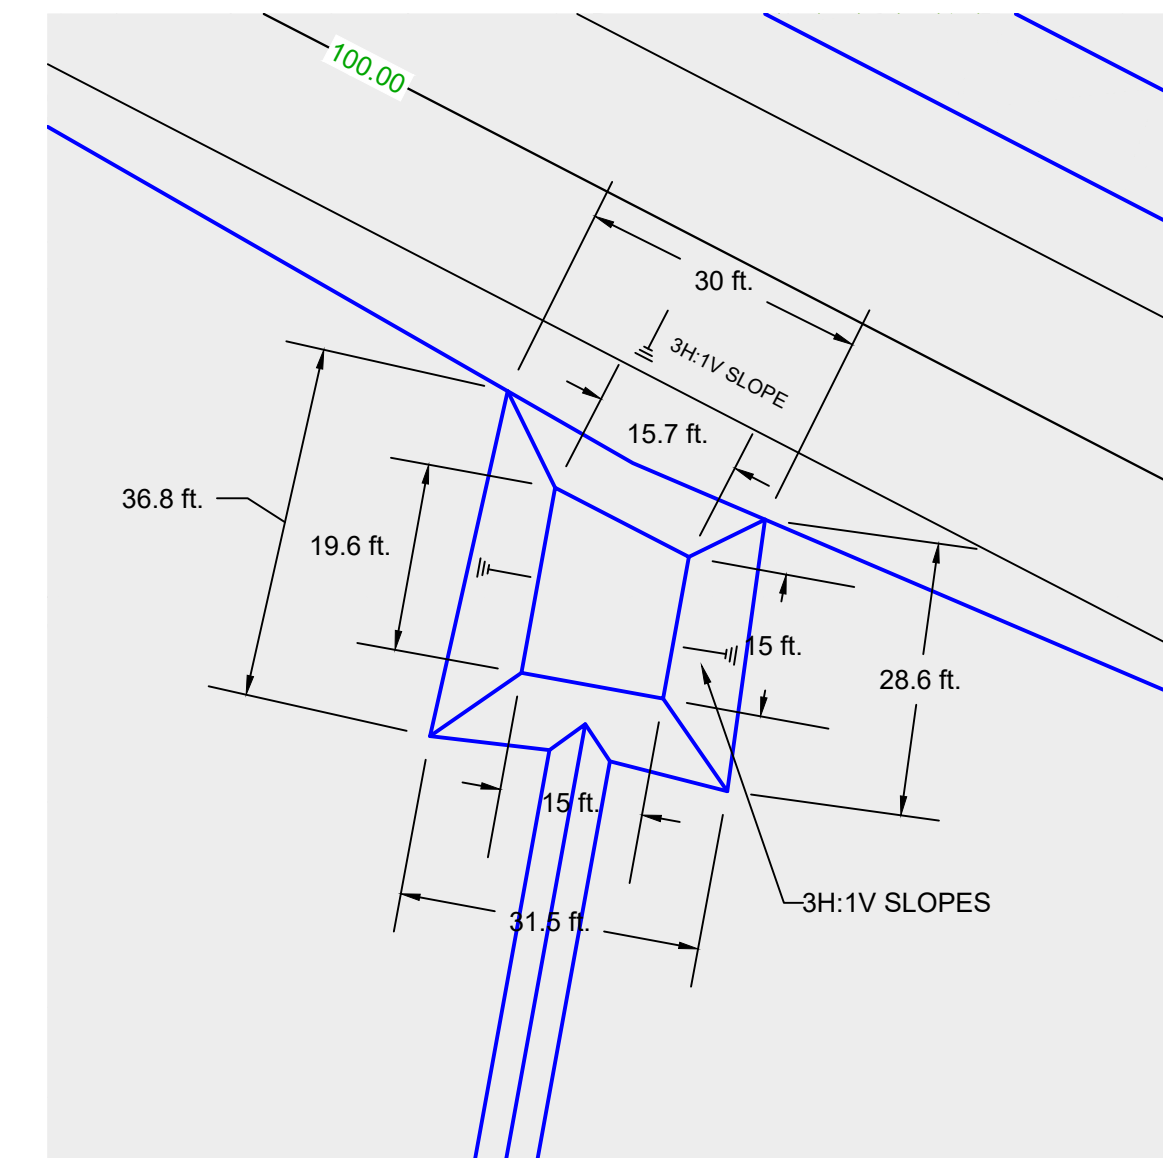 100.00
30 ft.
3H:1V SLOPE
15.7 ft.
36.8 ft.
19.6 ft.
15 ft.
28.6 ft.
15 ft.
3H:1V SLOPES
31.5 ft.